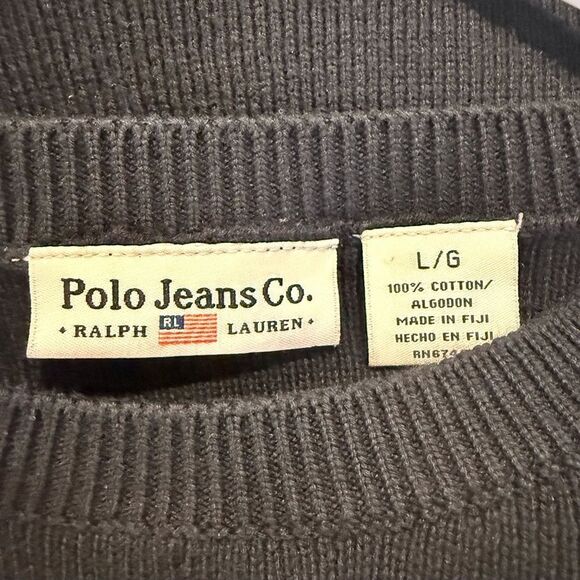 Polo Jeans Co.
• RALPH RL LAUREN •
L/G
100% COTTON/
ALGODON
MADE IN FIJI
HECHO EN FIJI